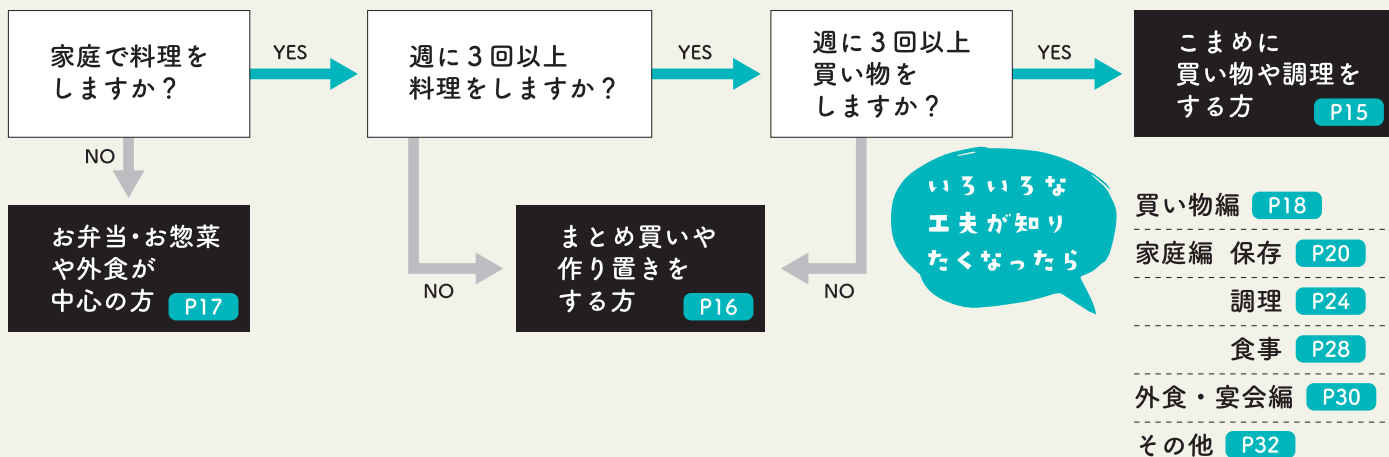 家庭で料理を
しますか？
YES
週に３回以上
料理をしますか？
YES
週に３回以上
買い物を
しますか？
YES
こまめに
買い物や調理を
する方 P15
NO
お弁当・お惣菜
や外食が
中心の方 P17
NO
まとめ買いや
作り置きを
する方 P16
NO
いろいろな
工夫が知り
たくなったら
買い物編 P18
家庭編 保存 P20
調理 P24
食事 P28
外食・宴会編 P30
その他 P32